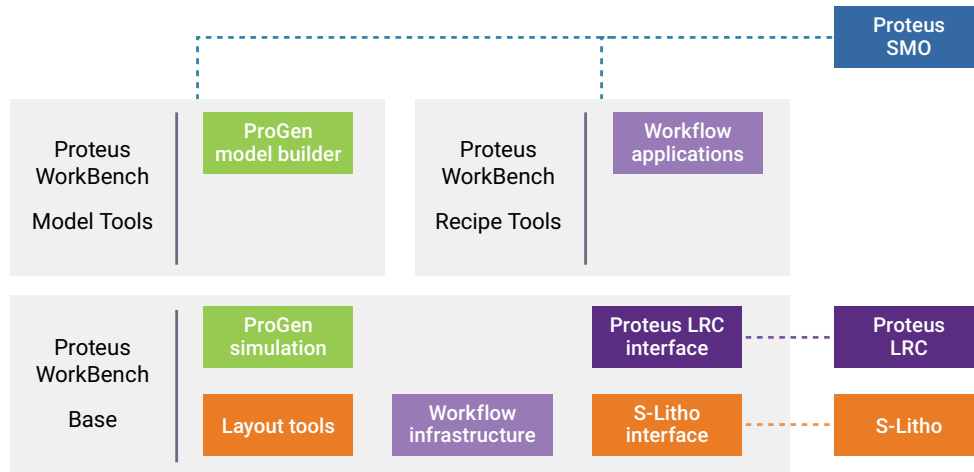 Proteus
SMO
Proteus
WorkBench
Model Tools
ProGen
model builder
Proteus
WorkBench
Recipe Tools
Workflow
applications
Proteus
WorkBench
Base
ProGen
simulation
Proteus LRC
interface
Proteus
LRC
Layout tools
Workflow
infrastructure
S-Litho
interface
S-Litho